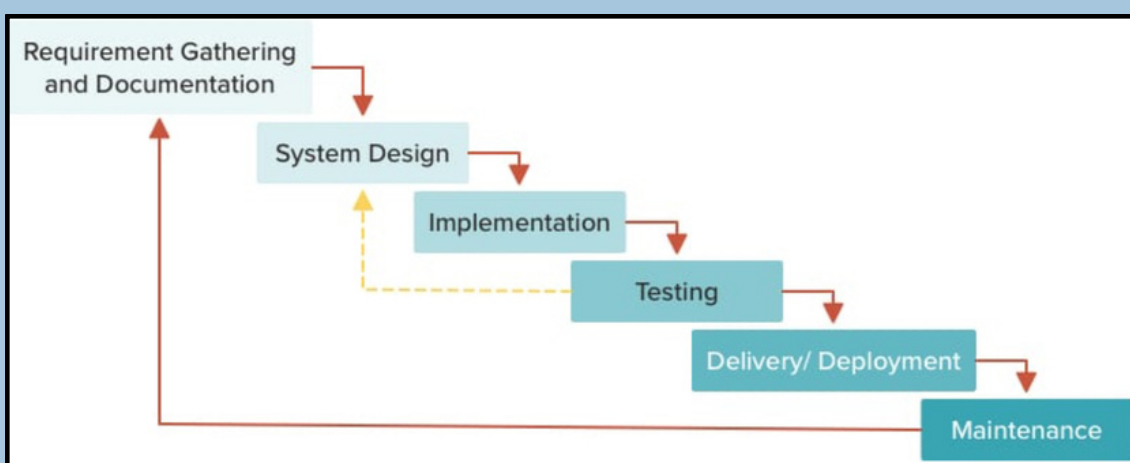 Requirement Gathering
and Documentation
System Design
Implementation
Testing
Delivery/ Deployment
Maintenance